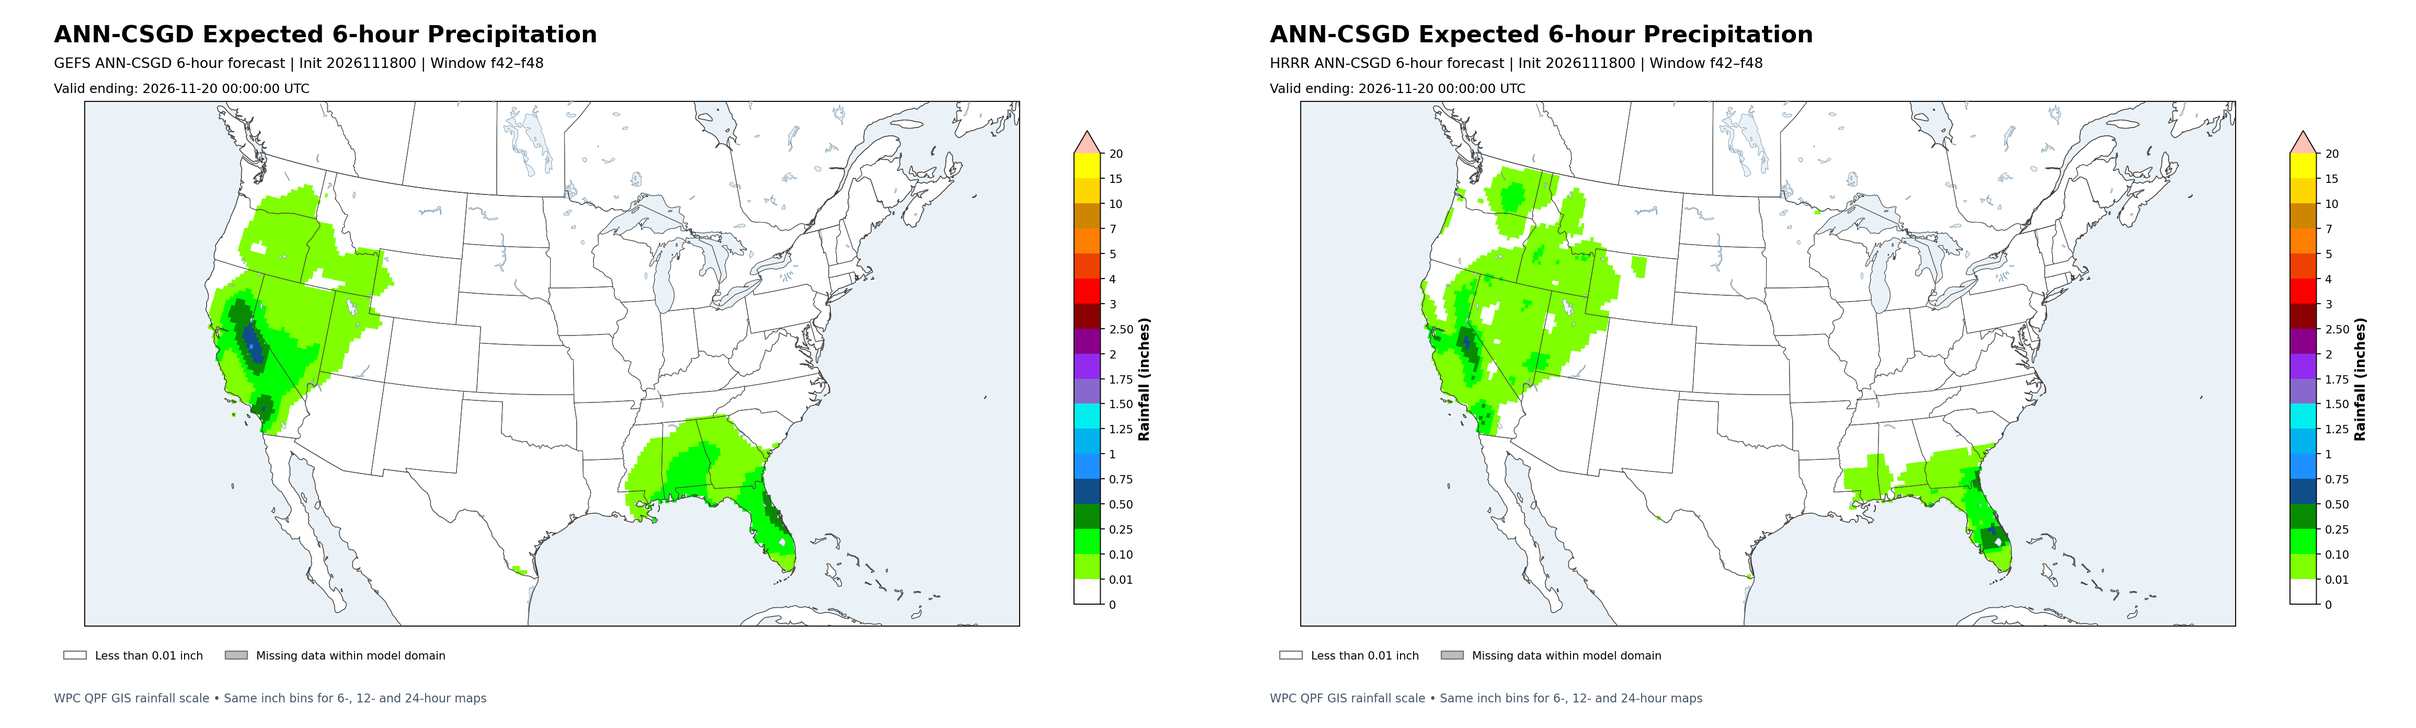 ANN-CSGD Expected 6-hour Precipitation
GEFS ANN-CSGD 6-hour forecast | Init 2026111800 | Window f42–f48
Valid ending: 2026-11-20 00:00:00 UTC
20
15
10
7
5
4
3
2.50
2
1.75
1.50
1.25
1
0.75
0.50
0.25
0.10
0.01
0
Rainfall (inches)
Less than 0.01 inch
Missing data within model domain
WPC QPF GIS rainfall scale • Same inch bins for 6-, 12- and 24-hour maps
ANN-CSGD Expected 6-hour Precipitation
HRRR ANN-CSGD 6-hour forecast | Init 2026111800 | Window f42–f48
Valid ending: 2026-11-20 00:00:00 UTC
20
15
10
7
5
4
3
2.50
2
1.75
1.50
1.25
1
0.75
0.50
0.25
0.10
0.01
0
Rainfall (inches)
Less than 0.01 inch
Missing data within model domain
WPC QPF GIS rainfall scale • Same inch bins for 6-, 12- and 24-hour maps